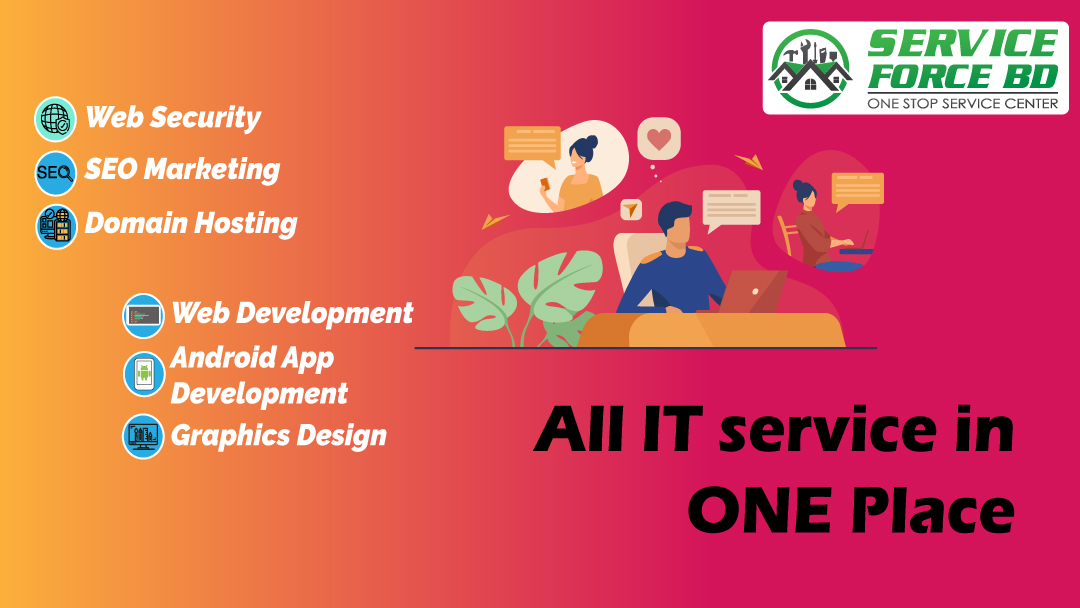 SERVICE
FORCE BD
ONE STOP SERVICE CENTER
Web Security
SEO
SEO Marketing
Domain Hosting
Web Development
Android App
Development
Graphics Design
All IT service in
ONE Place